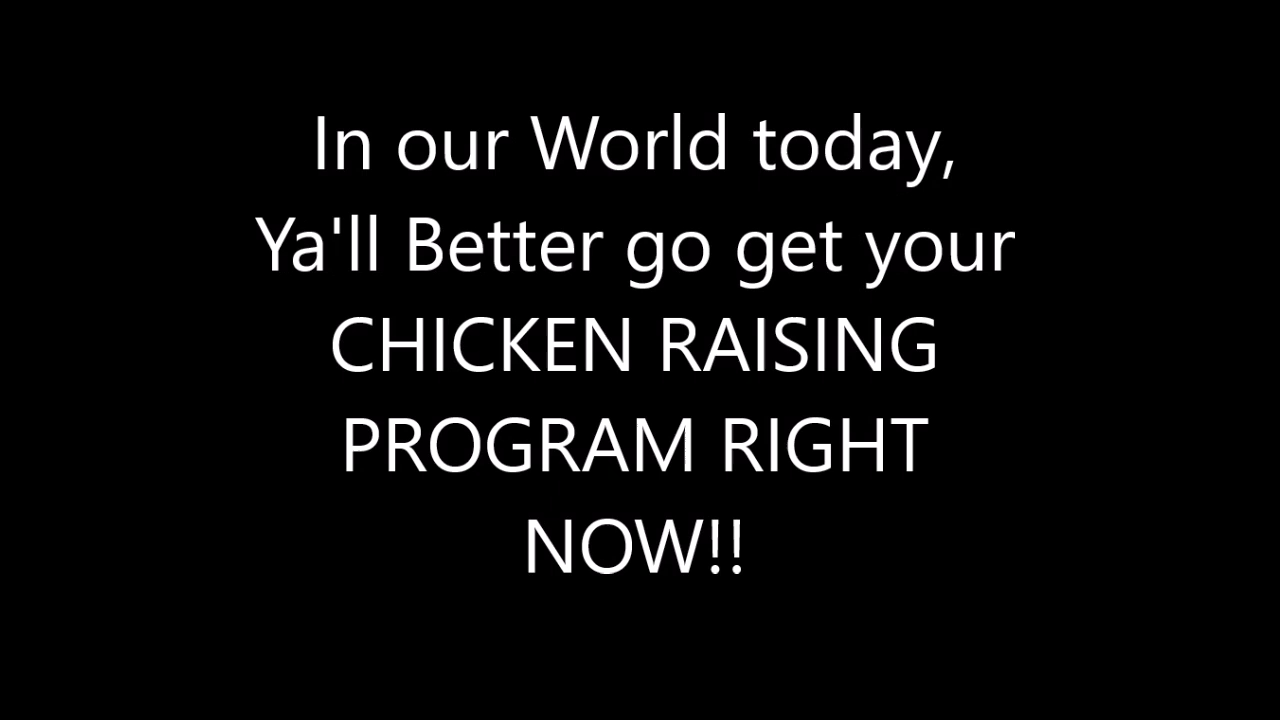 In our World today,
Ya'll Better go get your
CHICKEN RAISING
PROGRAM RIGHT
NOW!!